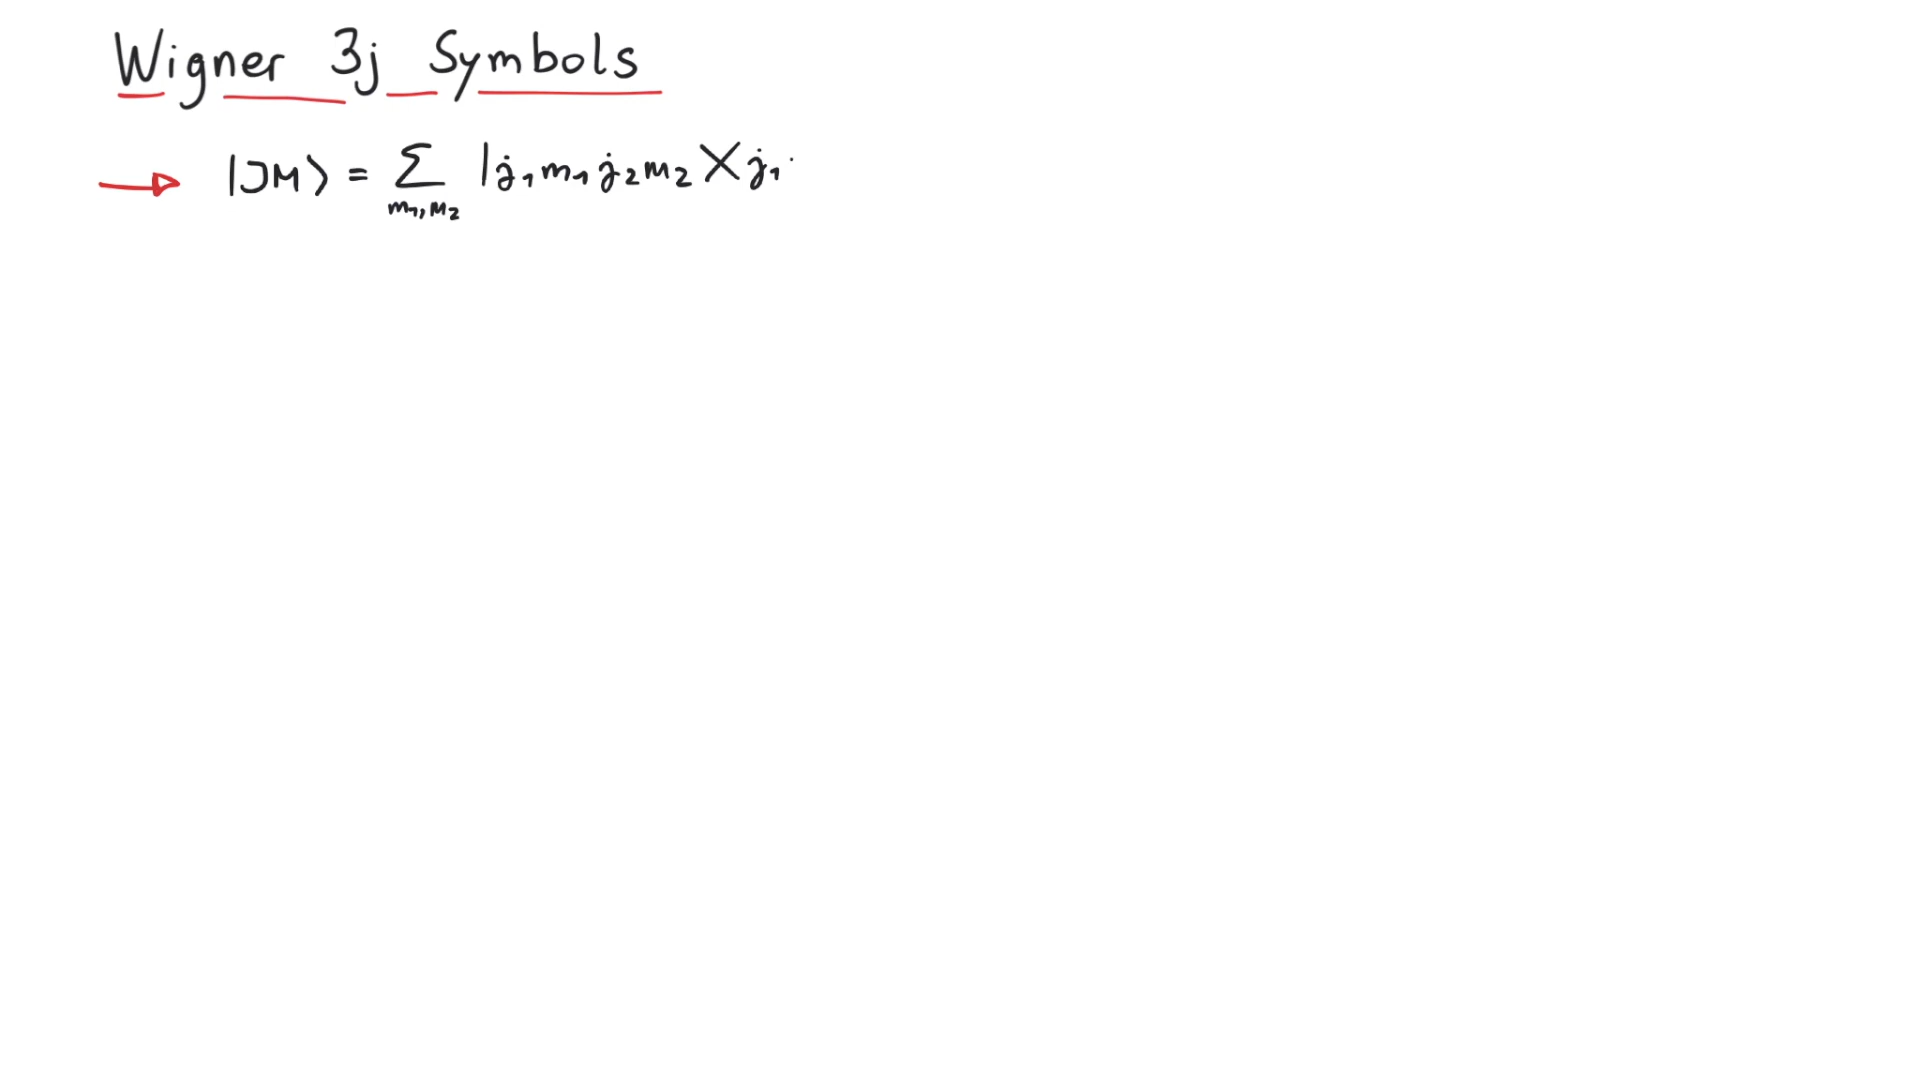 Wigner 3j Symbols
→ |JM⟩ = ∑ |j₁m₁j₂m₂⟩⟨j₁
m₁,m₂